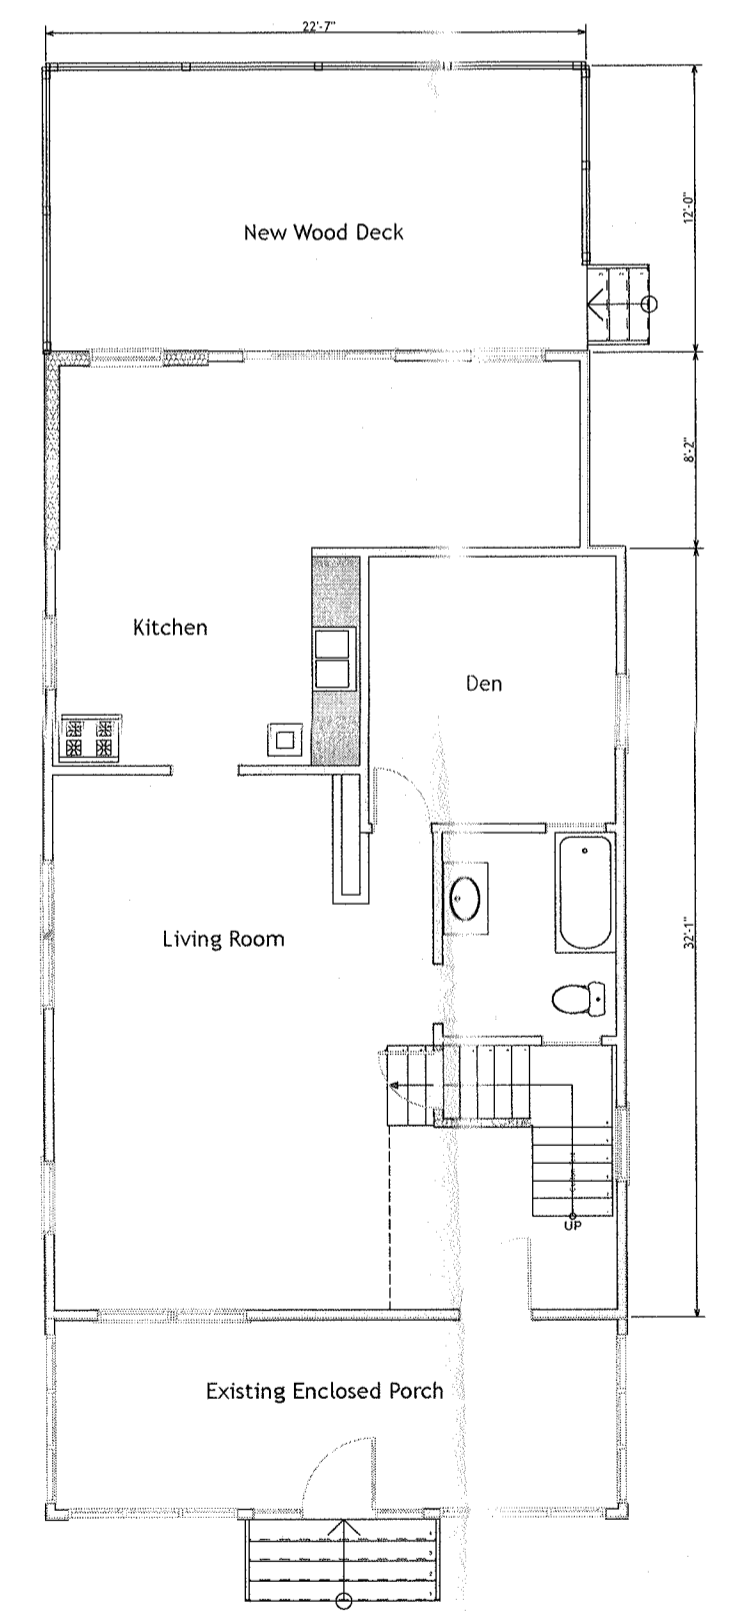 22'-7"
New Wood Deck
12'-0"
8'-2"
Kitchen
Den
Living Room
32'-1"
UP
Existing Enclosed Porch